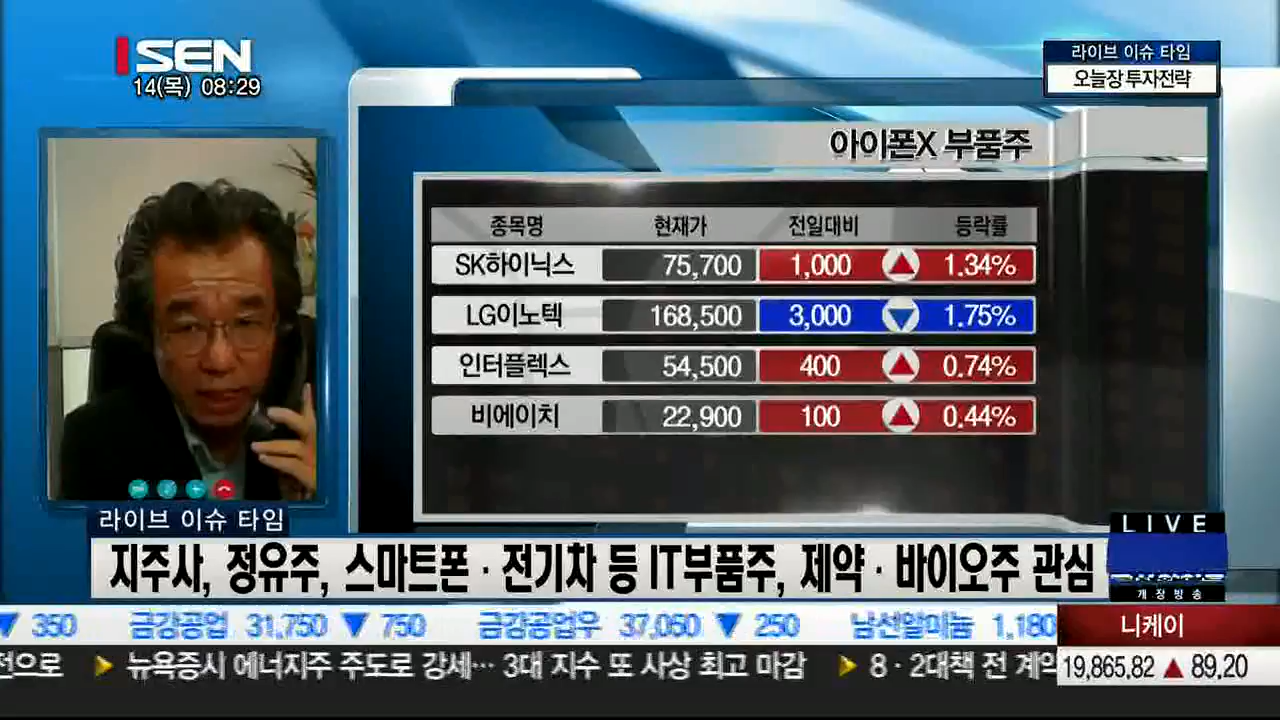 SEN
14(목) 08:29
라이브 이슈 타임
오늘장 투자전략
아이폰X 부품주
종목명 현재가 전일대비 등락률
SK하이닉스 75,700 1,000 ▲ 1.34%
LG이노텍 168,500 3,000 ▼ 1.75%
인터플렉스 54,500 400 ▲ 0.74%
비에이치 22,900 100 ▲ 0.44%
라이브 이슈 타임
지주사, 정유주, 스마트폰·전기차 등 IT부품주, 제약·바이오주 관심
LIVE
개장방송
▼ 350 금강공업 31,750 ▼ 750 금강공업우 37,050 ▼ 250 남선알미늄 1,180
니케이
전으로 ▶ 뉴욕증시 에너지주 주도로 강세… 3대 지수 또 사상 최고 마감 ▶ 8·2대책 전 계약
19,865.82 ▲ 89,20